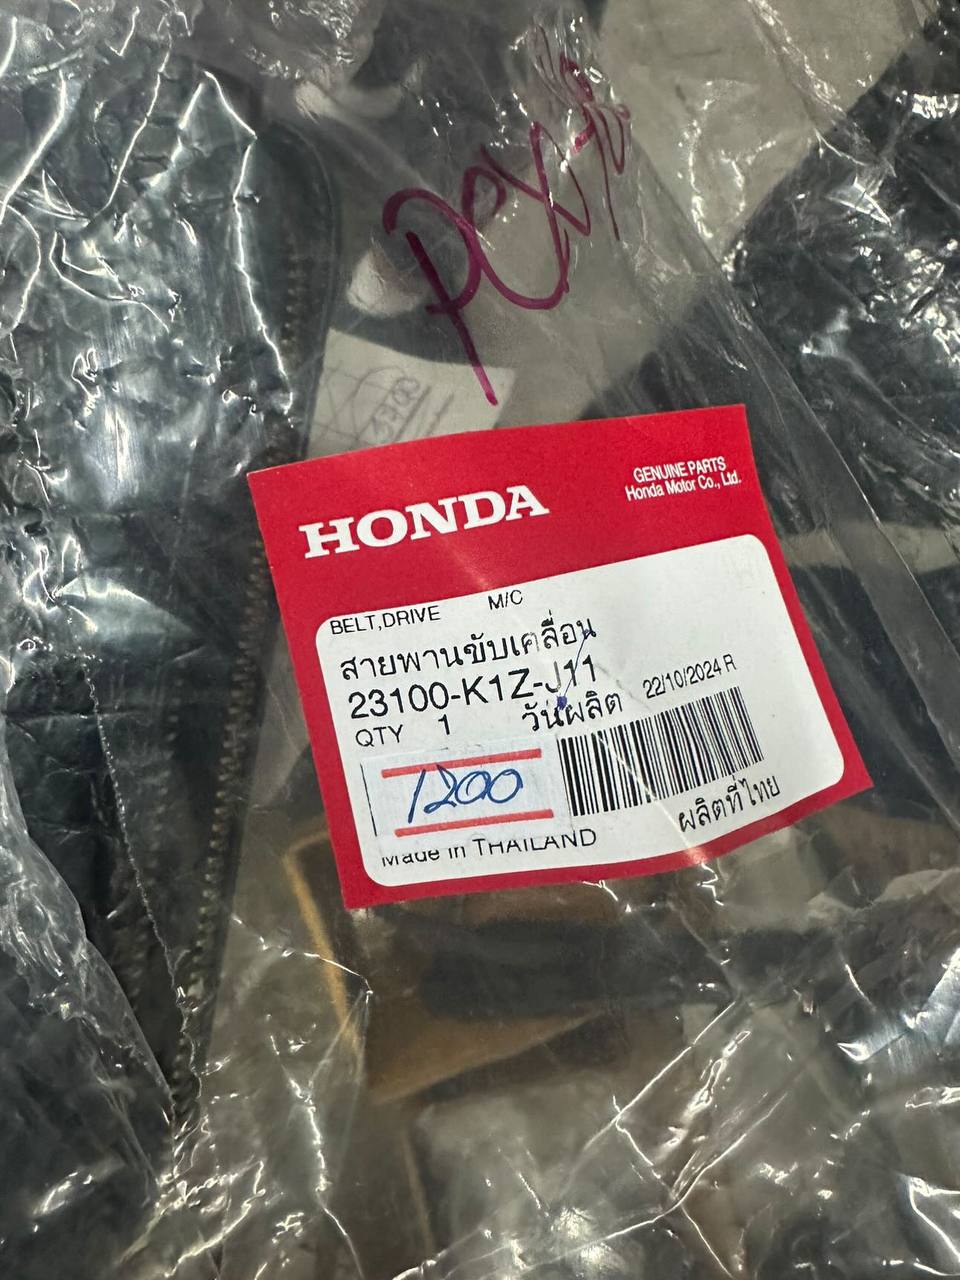 PCX
GENUINE PARTS
Honda Motor Co., Ltd.
HONDA
BELT,DRIVE M/C
สายพานขับเคลื่อน
23100-K1Z-J11
QTY 1 วันผลิต 22/10/2024 R
1200
Made in THAILAND ผลิตที่ไทย